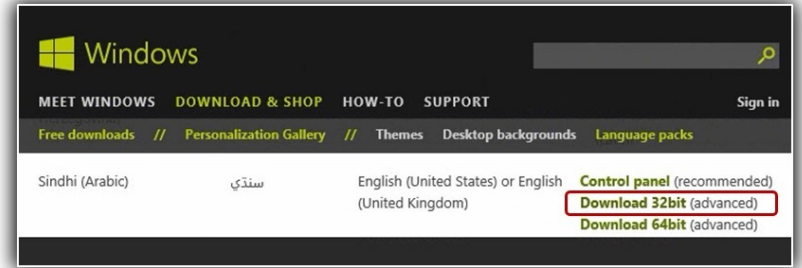 Windows
MEET WINDOWS DOWNLOAD & SHOP HOW-TO SUPPORT Sign in
Free downloads // Personalization Gallery // Themes Desktop backgrounds Language packs
Sindhi (Arabic) سنڌي English (United States) or English Control panel (recommended)
(United Kingdom) Download 32bit (advanced)
Download 64bit (advanced)